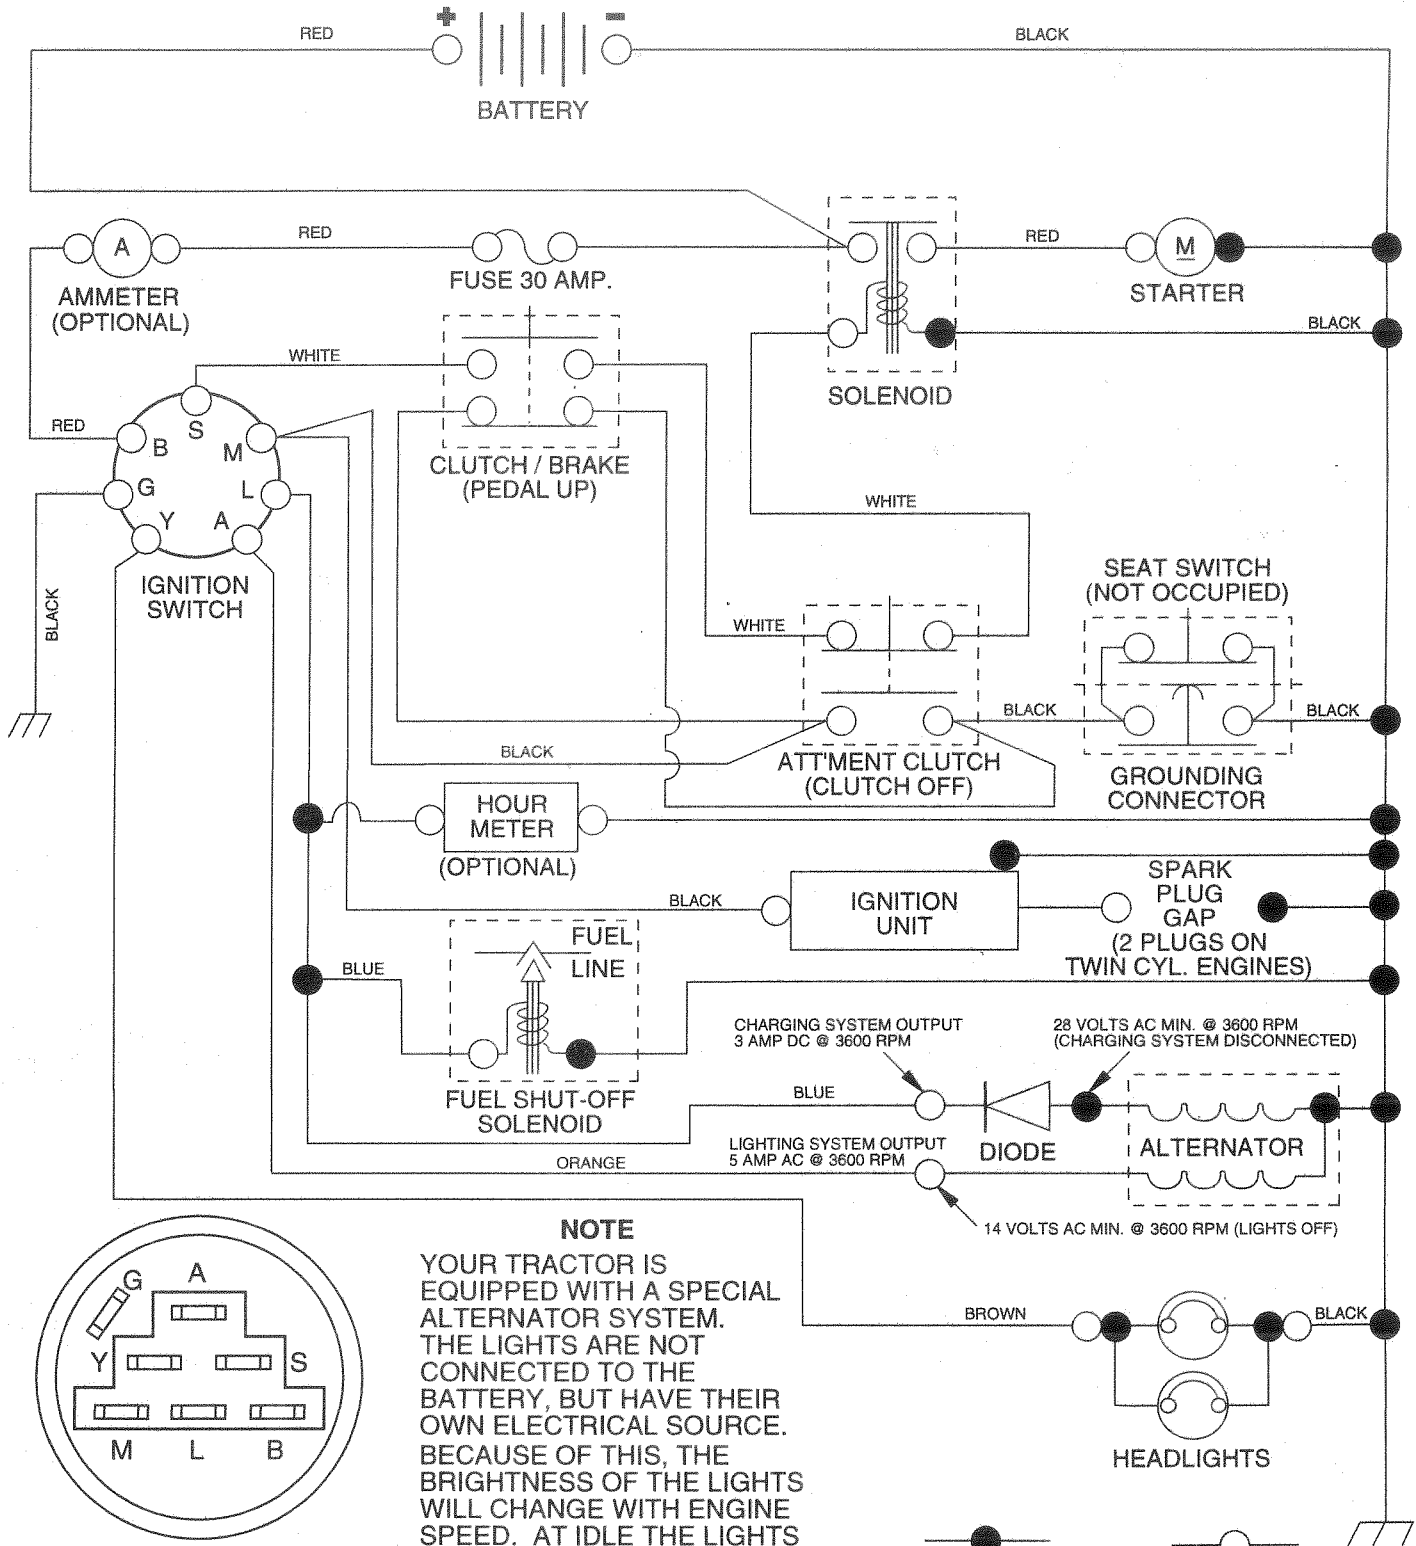 +
-
RED
BLACK
BATTERY
A
RED
RED
M
FUSE 30 AMP.
STARTER
AMMETER
(OPTIONAL)
BLACK
WHITE
SOLENOID
RED
S
B
M
CLUTCH / BRAKE
(PEDAL UP)
G
L
WHITE
Y
A
SEAT SWITCH
(NOT OCCUPIED)
IGNITION
SWITCH
BLACK
WHITE
BLACK
BLACK
BLACK
ATT'MENT CLUTCH
(CLUTCH OFF)
GROUNDING
CONNECTOR
HOUR
METER
(OPTIONAL)
SPARK
PLUG
GAP
(2 PLUGS ON
TWIN CYL. ENGINES)
BLACK
IGNITION
UNIT
FUEL
LINE
BLUE
CHARGING SYSTEM OUTPUT
3 AMP DC @ 3600 RPM
28 VOLTS AC MIN. @ 3600 RPM
(CHARGING SYSTEM DISCONNECTED)
FUEL SHUT-OFF
SOLENOID
BLUE
DIODE
ALTERNATOR
LIGHTING SYSTEM OUTPUT
5 AMP AC @ 3600 RPM
ORANGE
14 VOLTS AC MIN. @ 3600 RPM (LIGHTS OFF)
BROWN
BLACK
HEADLIGHTS
G
A
Y
S
M
L
B
NOTE
YOUR TRACTOR IS
EQUIPPED WITH A SPECIAL
ALTERNATOR SYSTEM.
THE LIGHTS ARE NOT
CONNECTED TO THE
BATTERY, BUT HAVE THEIR
OWN ELECTRICAL SOURCE.
BECAUSE OF THIS, THE
BRIGHTNESS OF THE LIGHTS
WILL CHANGE WITH ENGINE
SPEED. AT IDLE THE LIGHTS